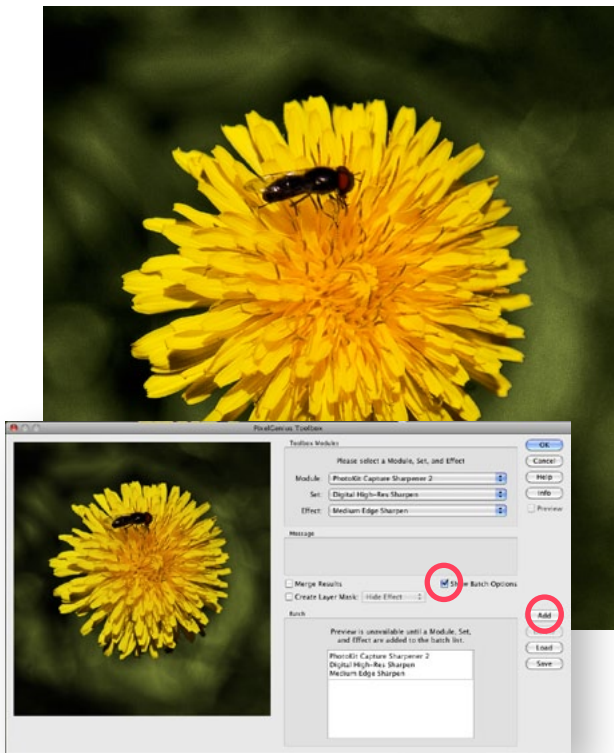 PixelGenius Toolbox
Toolbox Modules
Please select a Module, Set, and Effect
Module: PhotoKit Capture Sharpener 2
Set: Digital High-Res Sharpen
Effect: Medium Edge Sharpen
OK
Cancel
Help
Info
Preview
Message
Merge Results
Show Batch Options
Create Layer Mask: Hide Effect
Batch
Add
Preview is unavailable until a Module, Set,
and Effect are added to the batch list.
PhotoKit Capture Sharpener 2
Digital High-Res Sharpen
Medium Edge Sharpen
Load
Save